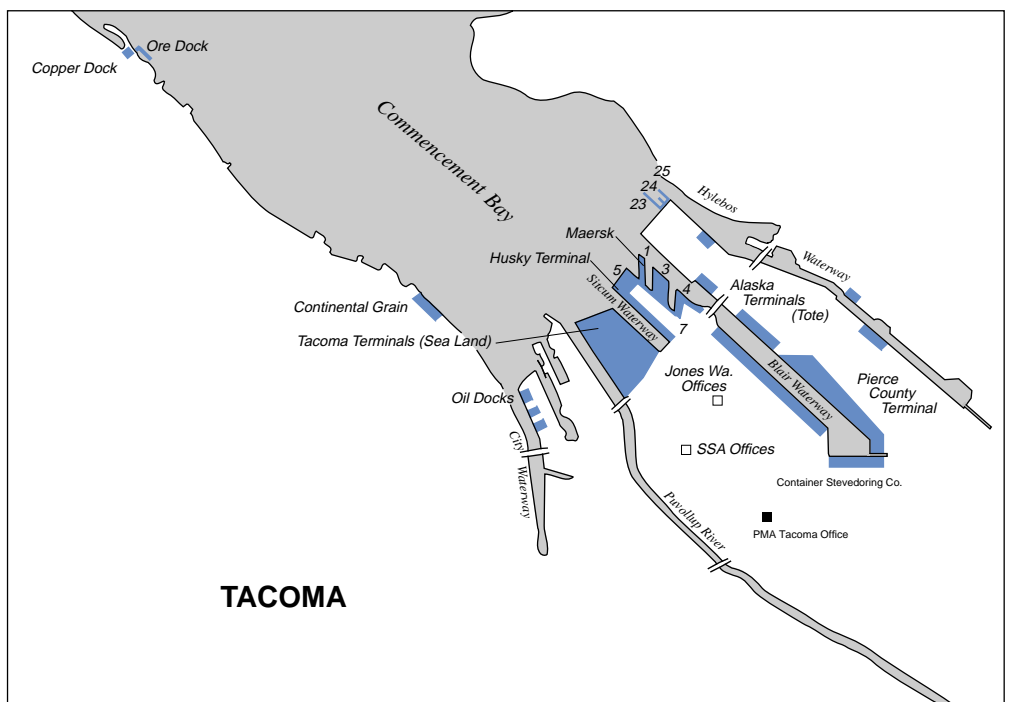 Ore Dock
Copper Dock
Commencement Bay
25
24
23
Hylebos
Waterway
Maersk
1
Husky Terminal
5
3
4
7
Sitcum Waterway
Alaska
Terminals
(Tote)
Continental Grain
Tacoma Terminals (Sea Land)
Jones Wa.
Offices
Blair Waterway
Pierce
County
Terminal
Oil Docks
City
Waterway
SSA Offices
Container Stevedoring Co.
Puvollup River
PMA Tacoma Office
TACOMA